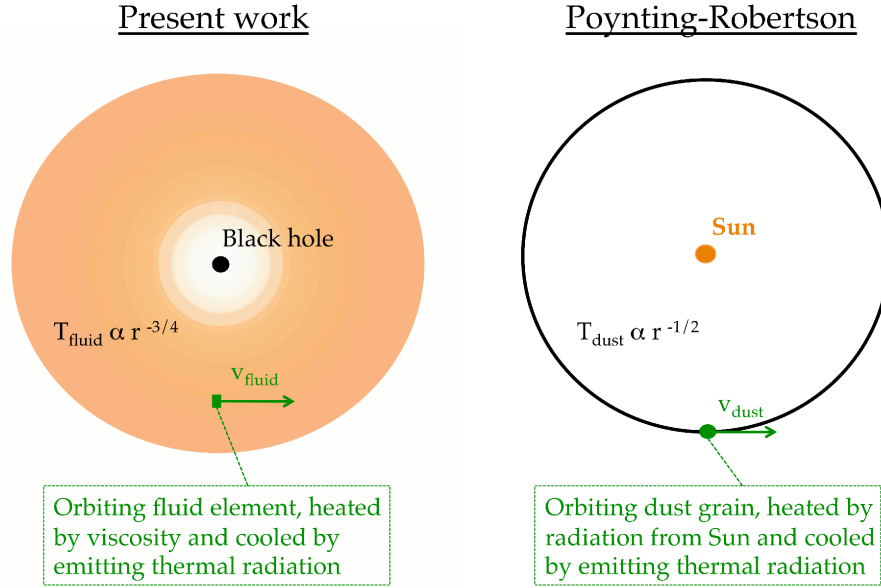 Present work
Black hole
T_fluid α r^-3/4
v_fluid
Orbiting fluid element, heated
by viscosity and cooled by
emitting thermal radiation
Poynting-Robertson
Sun
T_dust α r^-1/2
v_dust
Orbiting dust grain, heated by
radiation from Sun and cooled
by emitting thermal radiation